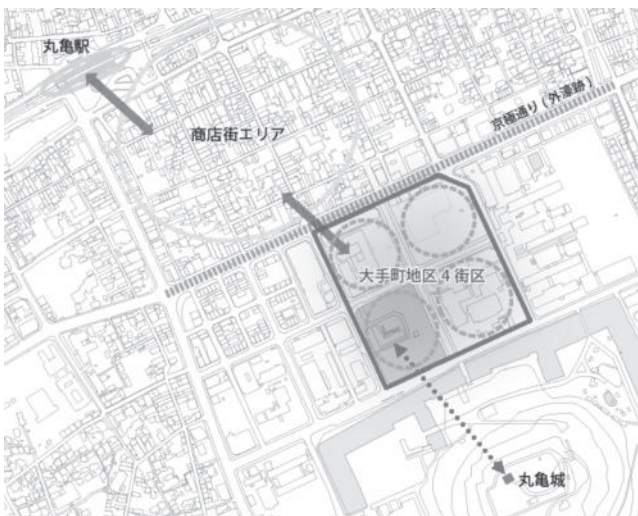 丸亀駅
商店街エリア
京極通り(外濠跡)
大手町地区4街区
丸亀城